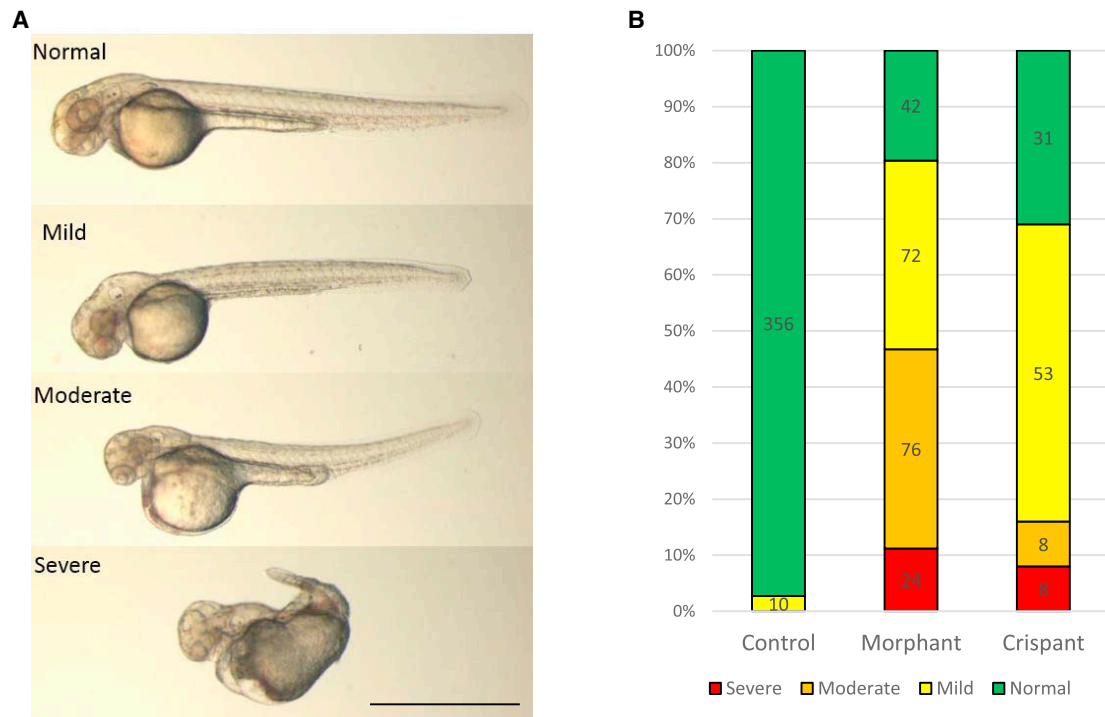 A
Normal
Mild
Moderate
Severe
B
100%
90%
80%
70%
60%
50%
40%
30%
20%
10%
0%
356
10
42
72
76
24
31
53
8
8
Control Morphant Crispant
Severe Moderate Mild Normal